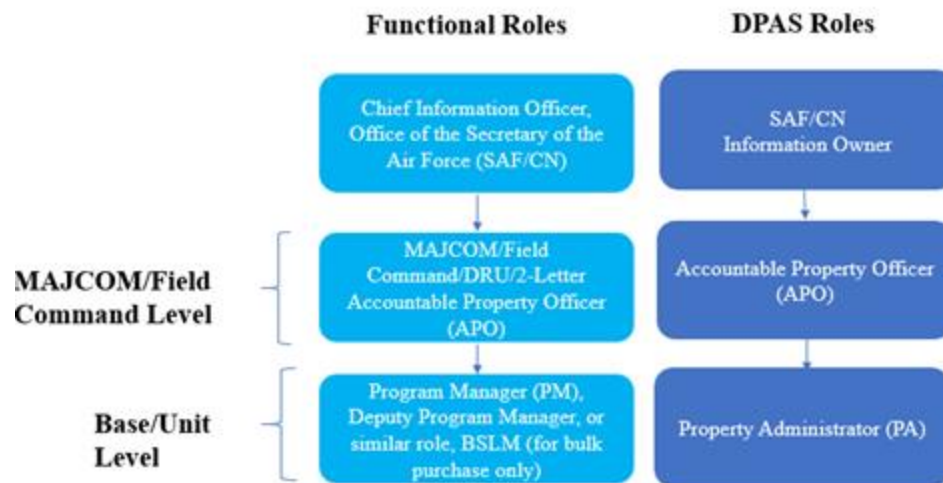 Functional Roles
DPAS Roles
Chief Information Officer,
Office of the Secretary of the
Air Force (SAF/CN)
SAF/CN
Information Owner
MAJCOM/Field
Command Level
MAJCOM/Field
Command/DRU/2-Letter
Accountable Property Officer
(APO)
Accountable Property Officer
(APO)
Base/Unit
Level
Program Manager (PM),
Deputy Program Manager, or
similar role, BSLM (for bulk
purchase only)
Property Administrator (PA)